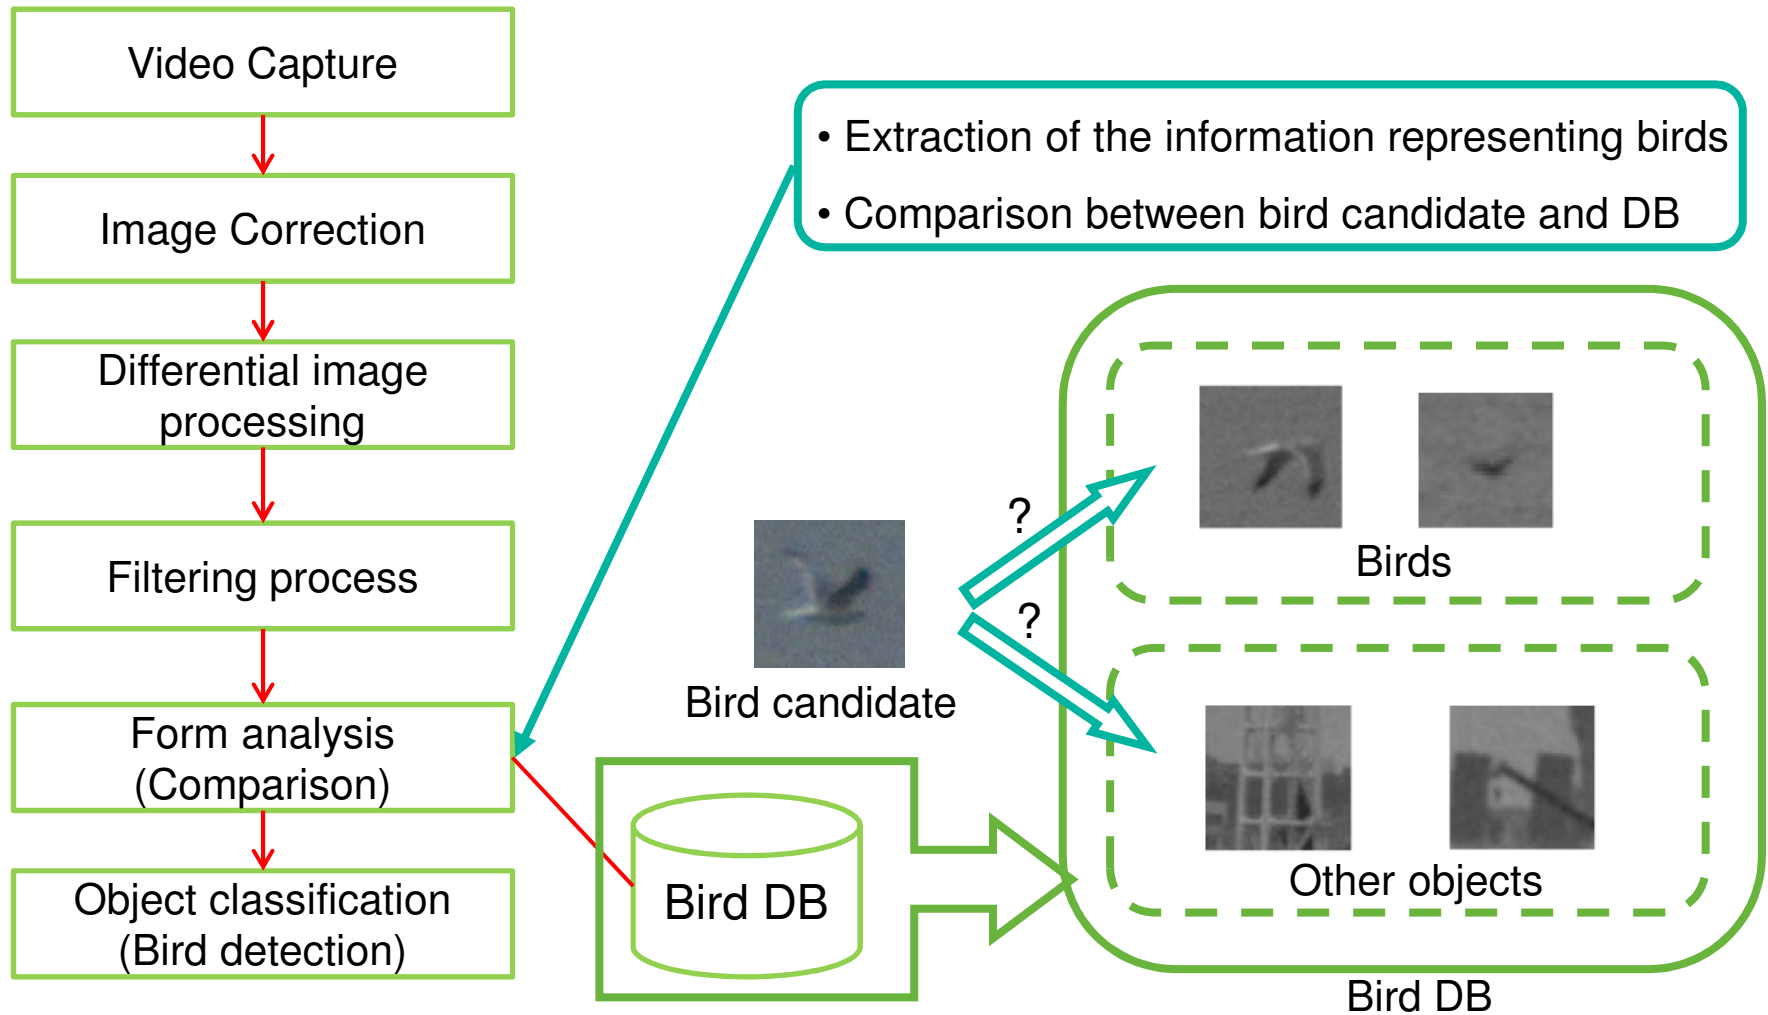 Video Capture
Image Correction
Differential image
processing
Filtering process
Form analysis
(Comparison)
Object classification
(Bird detection)
• Extraction of the information representing birds
• Comparison between bird candidate and DB
?
?
Bird candidate
Birds
Other objects
Bird DB
Bird DB